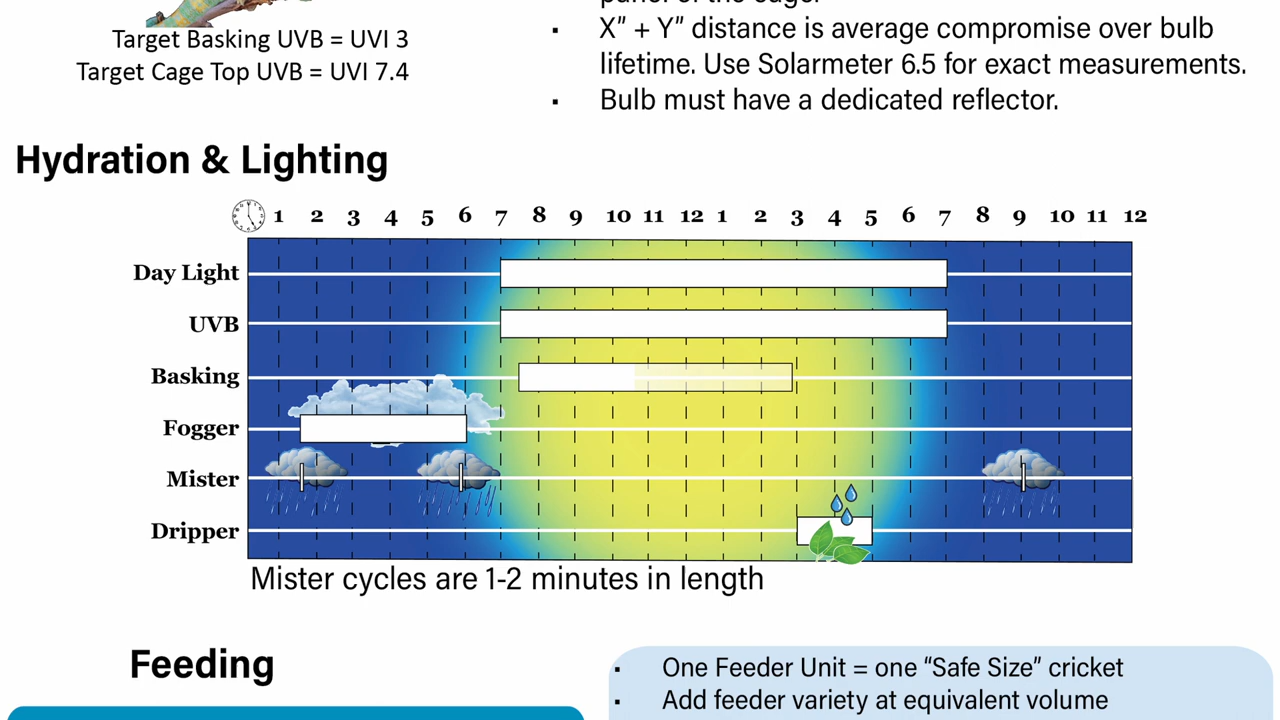 panel of the cage.
Target Basking UVB = UVI 3
Target Cage Top UVB = UVI 7.4
▪ X” + Y” distance is average compromise over bulb
lifetime. Use Solarmeter 6.5 for exact measurements.
▪ Bulb must have a dedicated reflector.
Hydration & Lighting
1 2 3 4 5 6 7 8 9 10 11 12 1 2 3 4 5 6 7 8 9 10 11 12
Day Light
UVB
Basking
Fogger
Mister
Dripper
Mister cycles are 1-2 minutes in length
Feeding
▪ One Feeder Unit = one “Safe Size” cricket
▪ Add feeder variety at equivalent volume